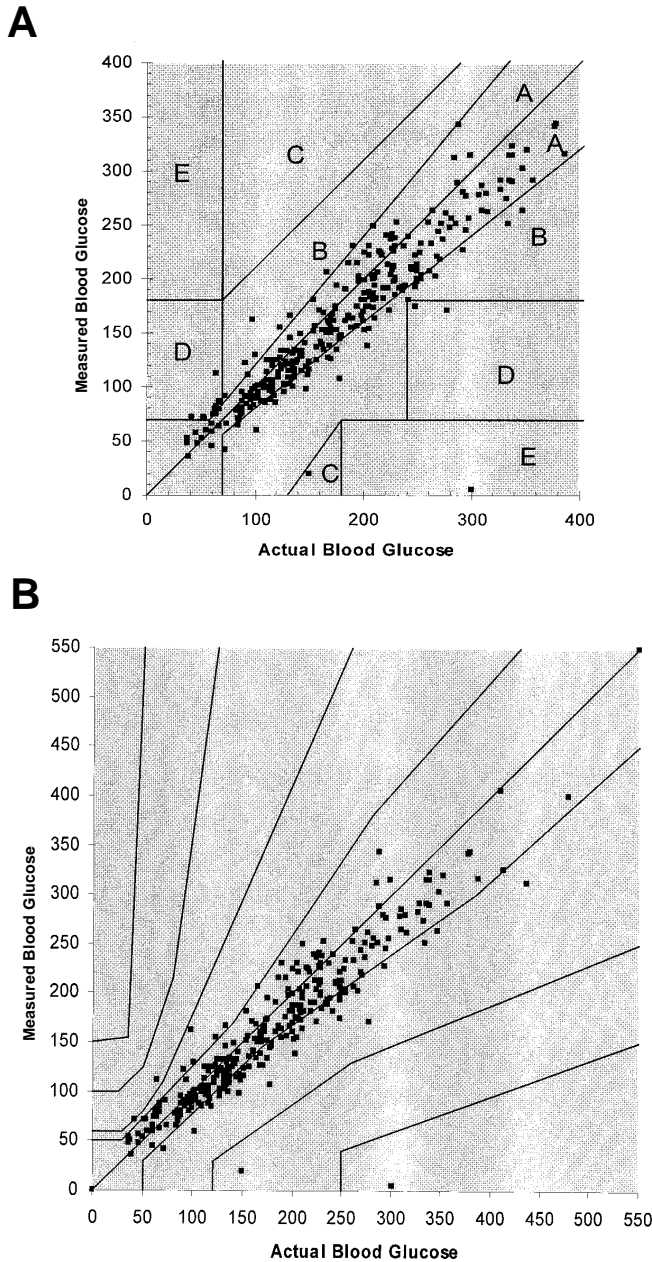 A
400
350
300
250
200
150
100
50
0
Measured Blood Glucose
E
C
B
A
A
B
D
D
C
E
0 100 200 300 400
Actual Blood Glucose
B
550
500
450
400
350
300
250
200
150
100
50
0
Measured Blood Glucose
0 50 100 150 200 250 300 350 400 450 500 550
Actual Blood Glucose